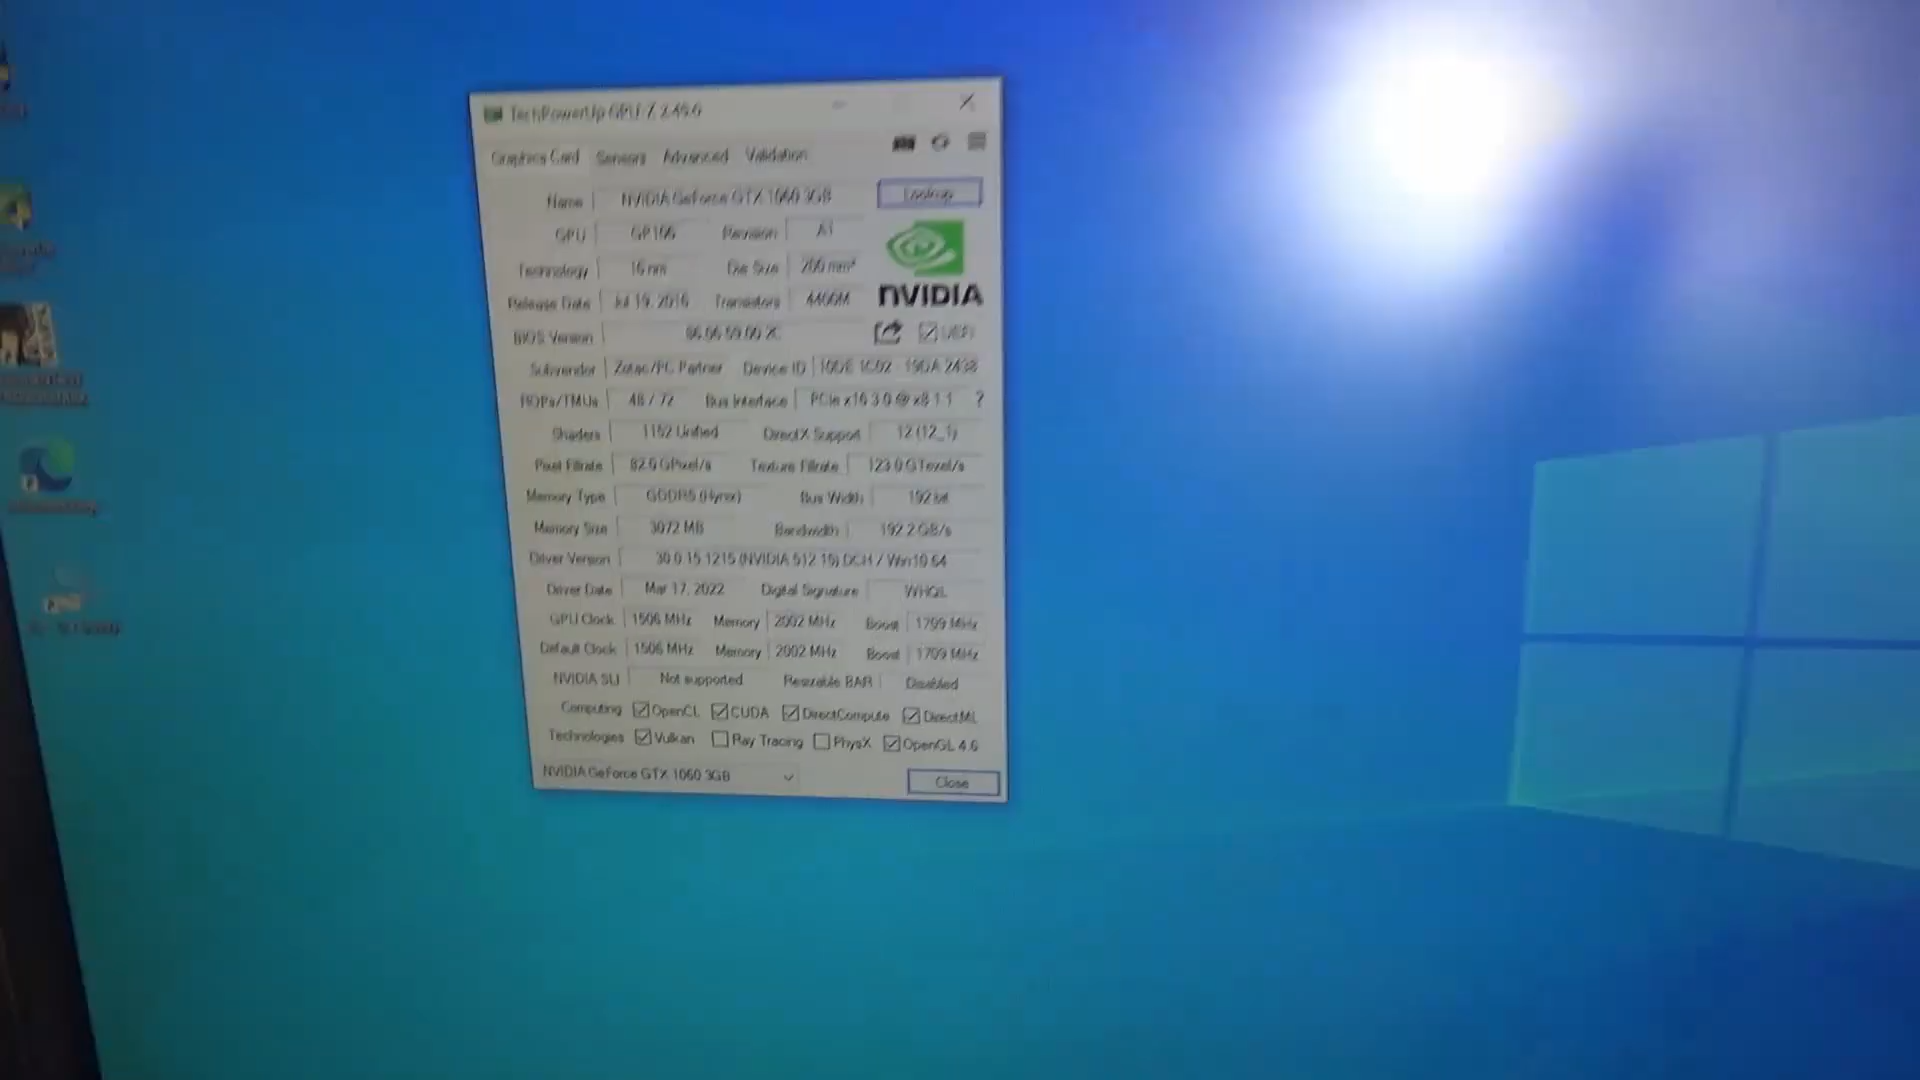 TechPowerUp GPU-Z 2.45.0
Graphics Card Sensors Advanced Validation
Name NVIDIA GeForce GTX 1060 3GB Lookup
GPU GP106 Revision A1
Technology 16 nm Die Size 200 mm²
Release Date Jul 19, 2016 Transistors 4400M
NVIDIA
BIOS Version UEFI
Subvendor Zotac/PC Partner Device ID 10DE 1C02 - 19DA 2438
ROPs/TMUs 48 / 72 Bus Interface PCIe x16 3.0 @ x8 1.1 ?
Shaders 1152 Unified DirectX Support 12 (12_1)
Pixel Fillrate GPixel/s Texture Fillrate 123.0 GTexel/s
Memory Type GDDR5 (Hynix) Bus Width 192 bit
Memory Size 3072 MB Bandwidth 192.2 GB/s
Driver Version 30.0.15.1215 (NVIDIA 512.15) DCH / Win10 64
Driver Date Mar 17, 2022 Digital Signature WHQL
GPU Clock 1506 MHz Memory 2002 MHz Boost 1709 MHz
Default Clock 1506 MHz Memory 2002 MHz Boost 1709 MHz
NVIDIA SLI Not supported Resizable BAR Disabled
Computing OpenCL CUDA DirectCompute DirectML
Technologies Vulkan Ray Tracing PhysX OpenGL 4.6
NVIDIA GeForce GTX 1060 3GB Close